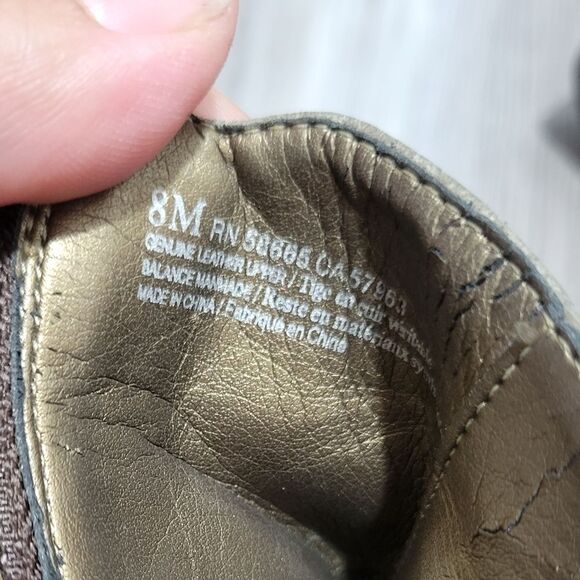 8M RN 56665 CA 57963
GENUINE LEATHER UPPER / Tige en cuir véritable
BALANCE MANMADE / Reste en matériaux
MADE IN CHINA / Fabriqué en Chine